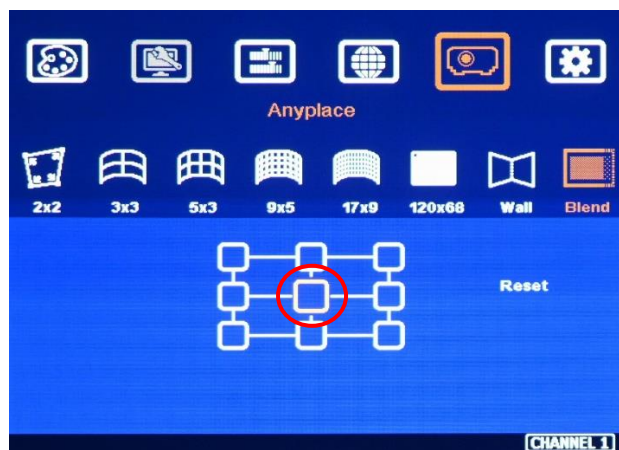 Anyplace
2x2 3x3 5x3 9x5 17x9 120x68 Wall Blend
Reset
CHANNEL 1